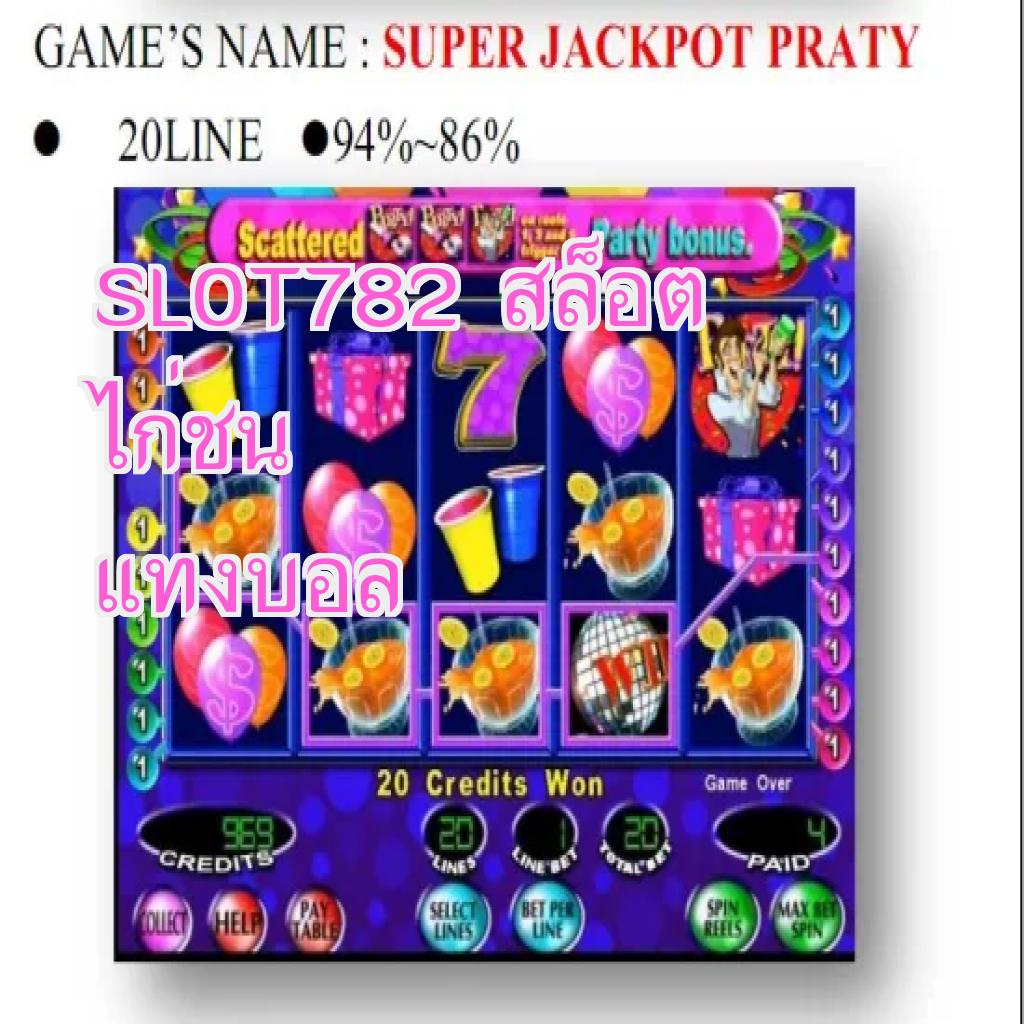 GAME'S NAME : SUPER JACKPOT PRATY
● 20LINE ●94%~86%
Scattered
Party bonus.
SLOT782 สล็อต
ไก่ชน
แทงบอล
7
$
$
$
$
20 Credits Won
Game Over
969
20
1
20
4
CREDITS
LINES
LINE BET
TOTAL BET
PAID
COLLECT
HELP
PAY TABLE
SELECT LINES
BET PER LINE
SPIN REELS
MAX BET SPIN